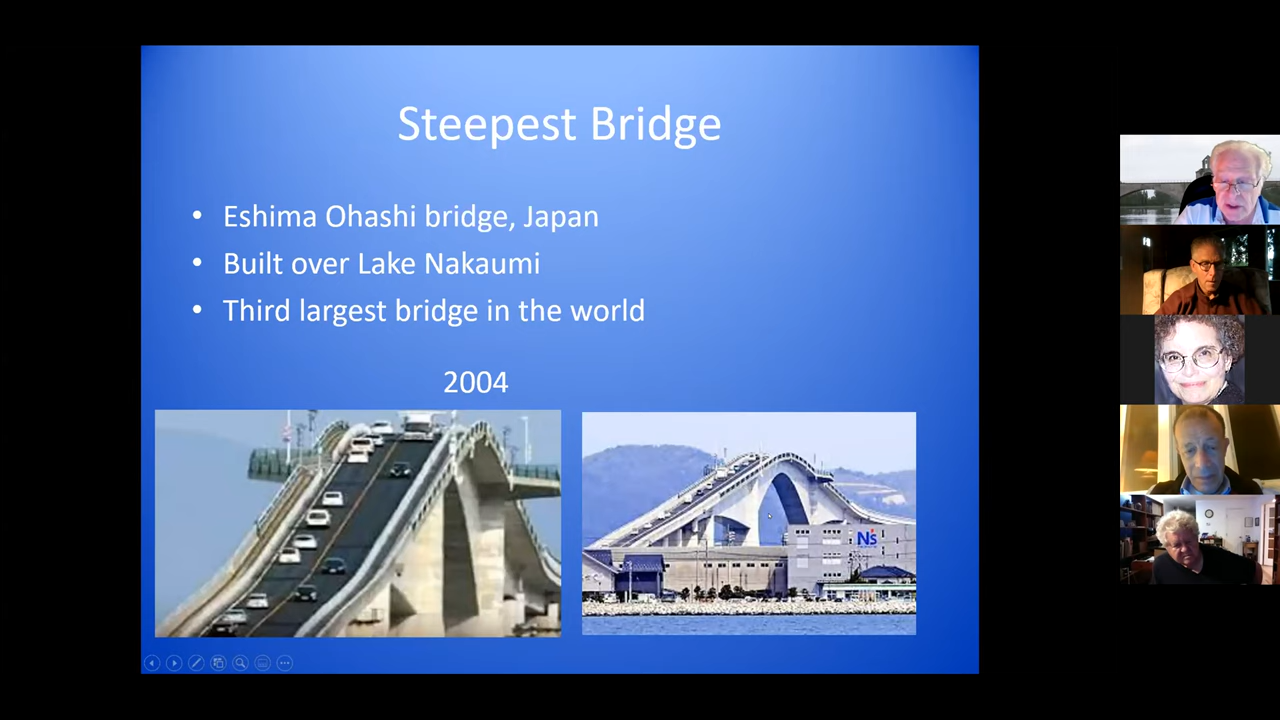 Steepest Bridge
• Eshima Ohashi bridge, Japan
• Built over Lake Nakaumi
• Third largest bridge in the world
2004
N's